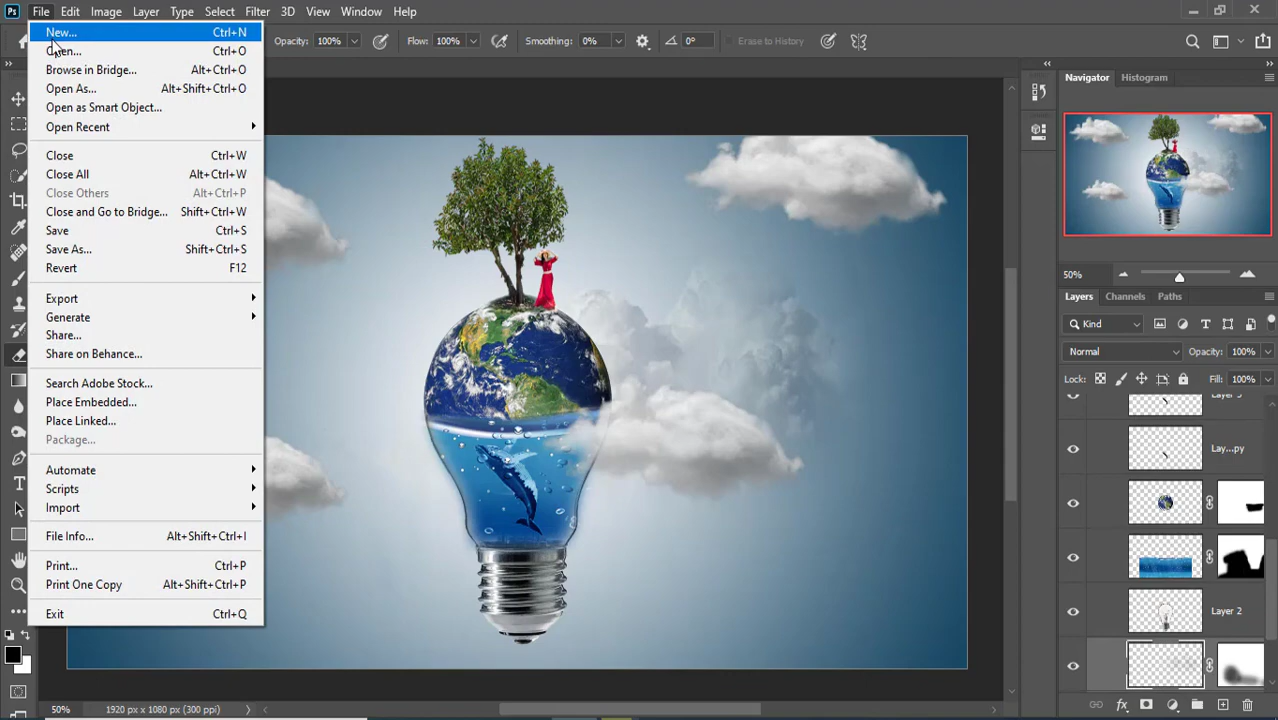 Ps File Edit Image Layer Type Select Filter 3D View Window Help
Opacity: 100% Flow: 100% Smoothing: 0% 0° Erase to History
New... Ctrl+N
Open... Ctrl+O
Browse in Bridge... Alt+Ctrl+O
Open As... Alt+Shift+Ctrl+O
Open as Smart Object...
Open Recent
Close Ctrl+W
Close All Alt+Ctrl+W
Close Others Alt+Ctrl+P
Close and Go to Bridge... Shift+Ctrl+W
Save Ctrl+S
Save As... Shift+Ctrl+S
Revert F12
Export
Generate
Share...
Share on Behance...
Search Adobe Stock...
Place Embedded...
Place Linked...
Package...
Automate
Scripts
Import
File Info... Alt+Shift+Ctrl+I
Print... Ctrl+P
Print One Copy Alt+Shift+Ctrl+P
Exit Ctrl+Q
50% 1920 px x 1080 px (300 ppi)
Navigator Histogram
50%
Layers Channels Paths
Kind
Normal Opacity: 100%
Lock: Fill: 100%
Lay...py
Layer 2